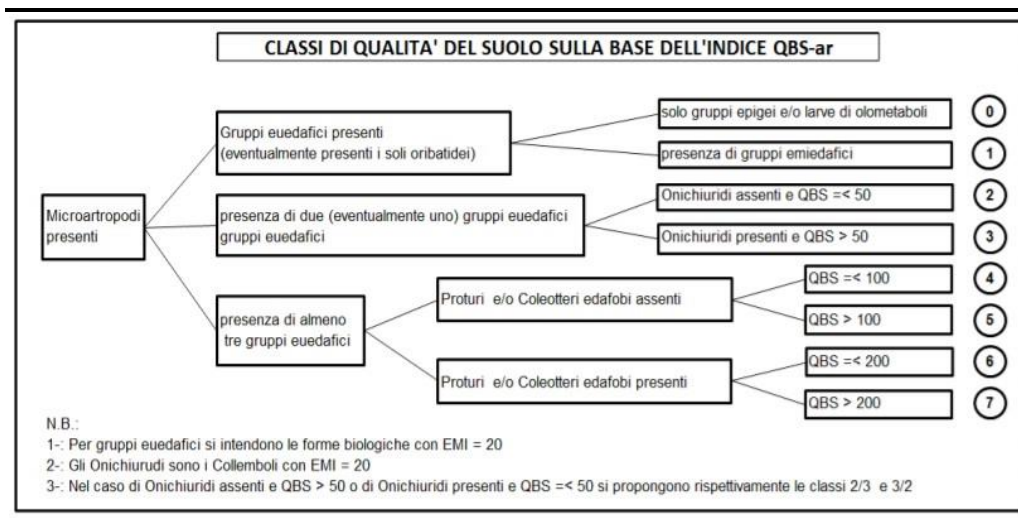 CLASSI DI QUALITA' DEL SUOLO SULLA BASE DELL'INDICE QBS-ar
Gruppi euedafici presenti
(eventualmente presenti i soli oribatidei)
solo gruppi epigei e/o larve di olometaboli
0
presenza di gruppi emiedafici
1
Microartropodi
presenti
presenza di due (eventualmente uno) gruppi euedafici
gruppi euedafici
Onichiuridi assenti e QBS =< 50
2
Onichiuridi presenti e QBS > 50
3
presenza di almeno
tre gruppi euedafici
Proturi e/o Coleotteri edafobi assenti
QBS =< 100
4
QBS > 100
5
Proturi e/o Coleotteri edafobi presenti
QBS =< 200
6
QBS > 200
7
N.B.:
1-: Per gruppi euedafici si intendono le forme biologiche con EMI = 20
2-: Gli Onichiurudi sono i Collemboli con EMI = 20
3-: Nel caso di Onichiuridi assenti e QBS > 50 o di Onichiuridi presenti e QBS =< 50 si propongono rispettivamente le classi 2/3 e 3/2